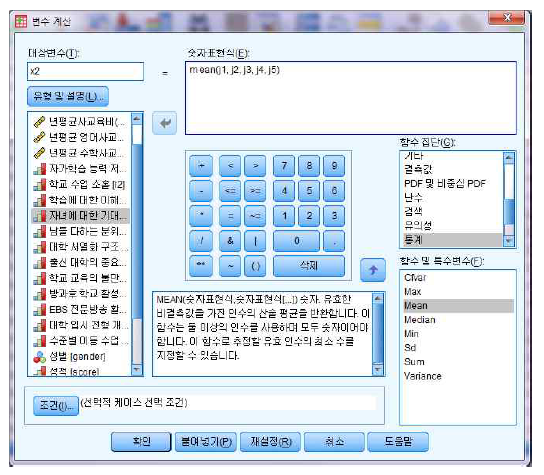 변수 계산
대상변수(T):
x2
=
숫자표현식(E):
mean(j1, j2, j3, j4, j5)
유형 및 설명(L)...
년평균사교육비(...
년평균 영어사교...
년평균 수학사교...
자기학습 능력 저...
학교 수업 소홀 [i2]
학습에 대한 이해...
자녀에 대한 기대...
남들 다하는 분위...
대학 서열화 구조...
출신 대학의 중요...
학교 교육의 불만...
방과후 학교 활성...
EBS 전문방송 활...
대학 입시 전형 개...
수준별 이동 수업...
성별 [gender]
성적 [score]
+ < > 7 8 9
- <= >= 4 5 6
* = ~= 1 2 3
/ & | 0 .
** ~ ( ) 삭제
함수 집단(G):
기타
결측값
PDF 및 비중심 PDF
난수
검색
유의성
통계
함수 및 특수변수(F):
Cfvar
Max
Mean
Median
Min
Sd
Sum
Variance
MEAN(숫자표현식,숫자표현식[,..]) 숫자. 유효한
비결측값을 가진 인수의 산술 평균을 반환합니다. 이
함수는 둘 이상의 인수를 사용하며 모두 숫자이어야
합니다. 이 함수로 추정할 유효 인수의 최소 수를
지정할 수 있습니다.
조건(I)... (선택적 케이스 선택 조건)
확인 붙여넣기(P) 재설정(R) 취소 도움말